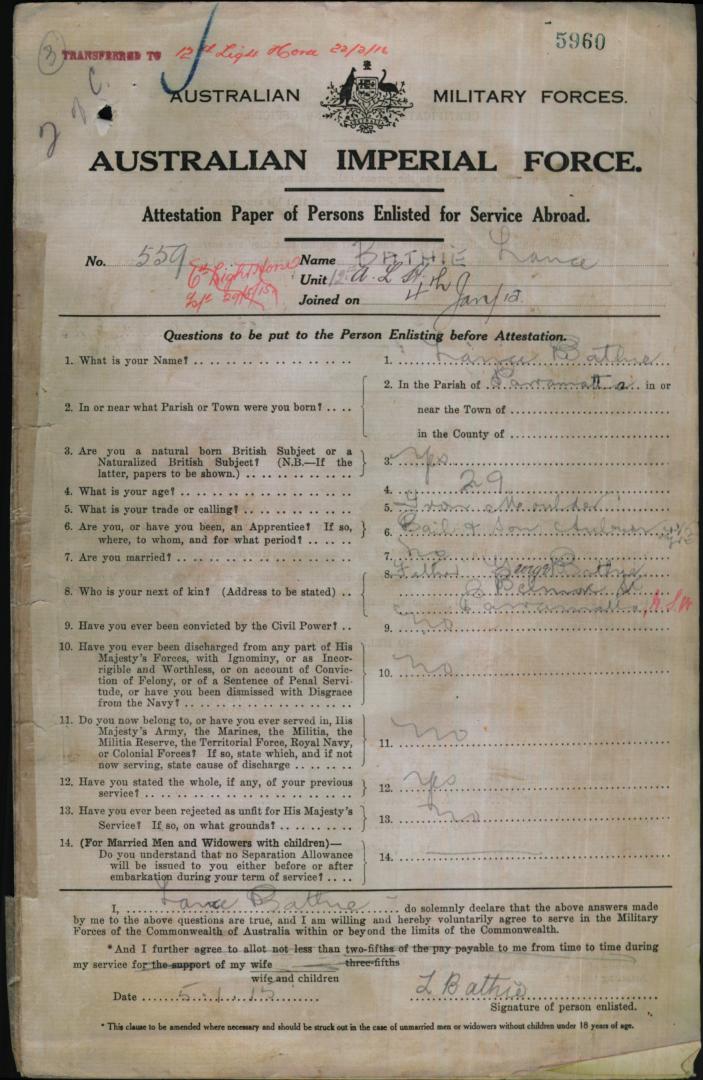 3
TRANSFERRED TO 12th Light Horse 22/2/16
5960
AUSTRALIAN MILITARY FORCES.
AUSTRALIAN IMPERIAL FORCE.
Attestation Paper of Persons Enlisted for Service Abroad.
No. 559
6th Light Horse
Name BATHIE Lance
Unit 12th A. L. H.
Joined on 4th Jan/15
Questions to be put to the Person Enlisting before Attestation.
1. What is your Name? 1. Lance Bathie
2. In or near what Parish or Town were you born? 2. In the Parish of Parramatta in or
near the Town of
in the County of
3. Are you a natural born British Subject or a
Naturalized British Subject? (N.B.—If the
latter, papers to be shown.) 3. yes
4. What is your age? 4. 29
5. What is your trade or calling? 5. Iron Moulder
6. Are you, or have you been, an Apprentice? If so,
where, to whom, and for what period? 6. & Son
7. Are you married? 7. No
8. Who is your next of kin? (Address to be stated) 8. Father George Bathie
Belmore St
Parramatta, N.S.W
9. Have you ever been convicted by the Civil Power? 9. No
10. Have you ever been discharged from any part of His
Majesty's Forces, with Ignominy, or as Incor-
rigible and Worthless, or on account of Convic-
tion of Felony, or of a Sentence of Penal Servi-
tude, or have you been dismissed with Disgrace
from the Navy? 10. No
11. Do you now belong to, or have you ever served in, His
Majesty's Army, the Marines, the Militia, the
Militia Reserve, the Territorial Force, Royal Navy,
or Colonial Forces? If so, state which, and if not
now serving, state cause of discharge 11. No
12. Have you stated the whole, if any, of your previous
service? 12. yes
13. Have you ever been rejected as unfit for His Majesty's
Service? If so, on what grounds? 13. No
14. (For Married Men and Widowers with children)—
Do you understand that no Separation Allowance
will be issued to you either before or after
embarkation during your term of service? 14.
I, Lance Bathie do solemnly declare that the above answers made
by me to the above questions are true, and I am willing and hereby voluntarily agree to serve in the Military
Forces of the Commonwealth of Australia within or beyond the limits of the Commonwealth.
*And I further agree to allot not less than two-fifths of the pay payable to me from time to time during
three-fifths
my service for the support of my wife
wife and children
Date 5.1.15 L Bathie
Signature of person enlisted.
* This clause to be amended where necessary and should be struck out in the case of unmarried men or widowers without children under 18 years of age.